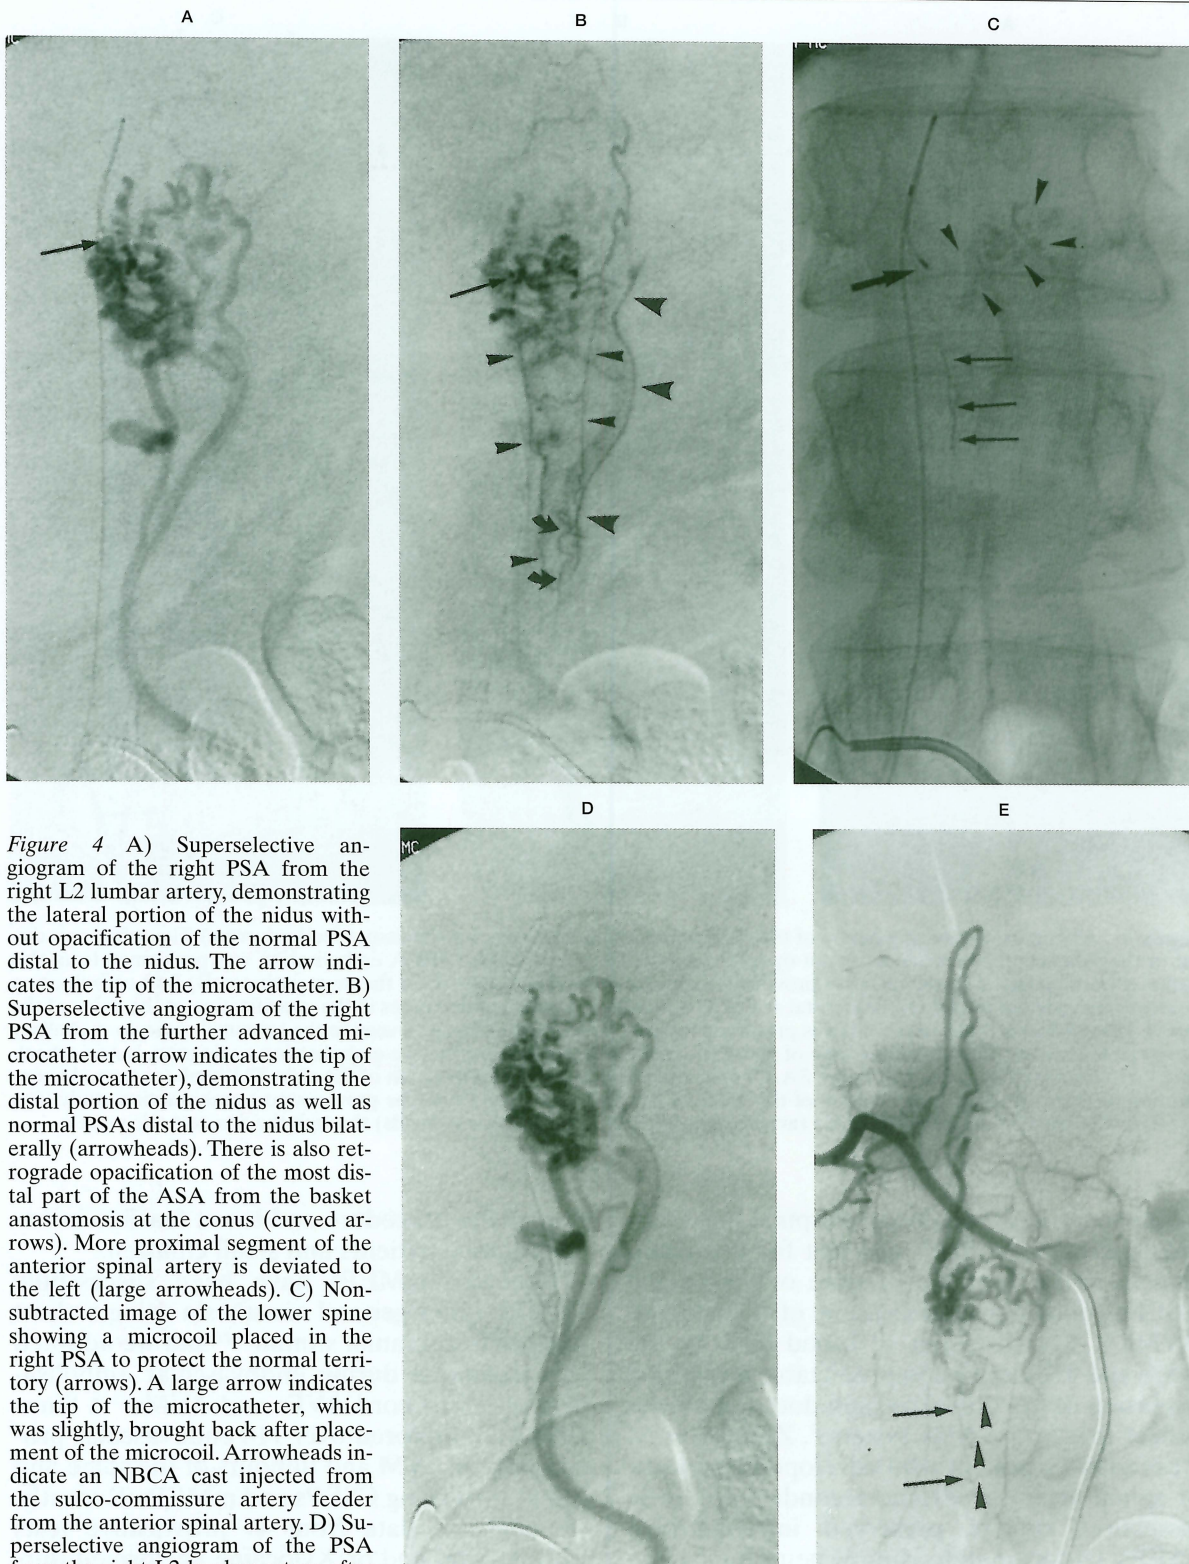 A
B
C
MC
D
E
MC
Figure 4 A) Superselective an-
giogram of the right PSA from the
right L2 lumbar artery, demonstrating
the lateral portion of the nidus with-
out opacification of the normal PSA
distal to the nidus. The arrow indi-
cates the tip of the microcatheter. B)
Superselective angiogram of the right
PSA from the further advanced mi-
crocatheter (arrow indicates the tip of
the microcatheter), demonstrating the
distal portion of the nidus as well as
normal PSAs distal to the nidus bilat-
erally (arrowheads). There is also ret-
rograde opacification of the most dis-
tal part of the ASA from the basket
anastomosis at the conus (curved ar-
rows). More proximal segment of the
anterior spinal artery is deviated to
the left (large arrowheads). C) Non-
subtracted image of the lower spine
showing a microcoil placed in the
right PSA to protect the normal terri-
tory (arrows). A large arrow indicates
the tip of the microcatheter, which
was slightly, brought back after place-
ment of the microcoil. Arrowheads in-
dicate an NBCA cast injected from
the sulco-commissure artery feeder
from the anterior spinal artery. D) Su-
perselective angiogram of the PSA